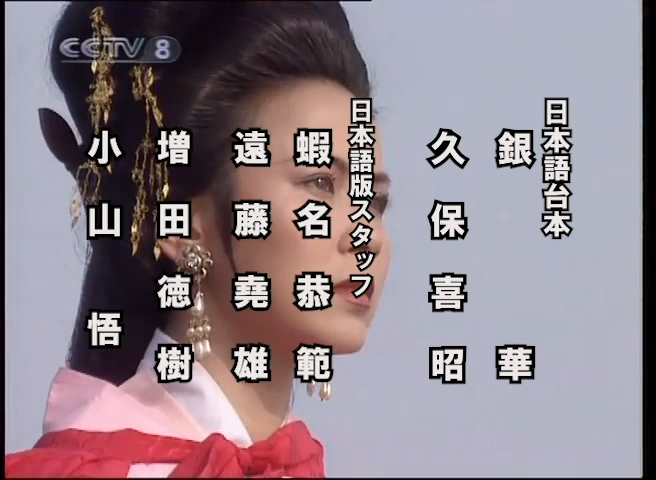 CCTV 8
日本語台本
銀華
久保喜昭
日本語版スタッフ
蝦名恭範
遠藤堯雄
増田徳樹
小山悟